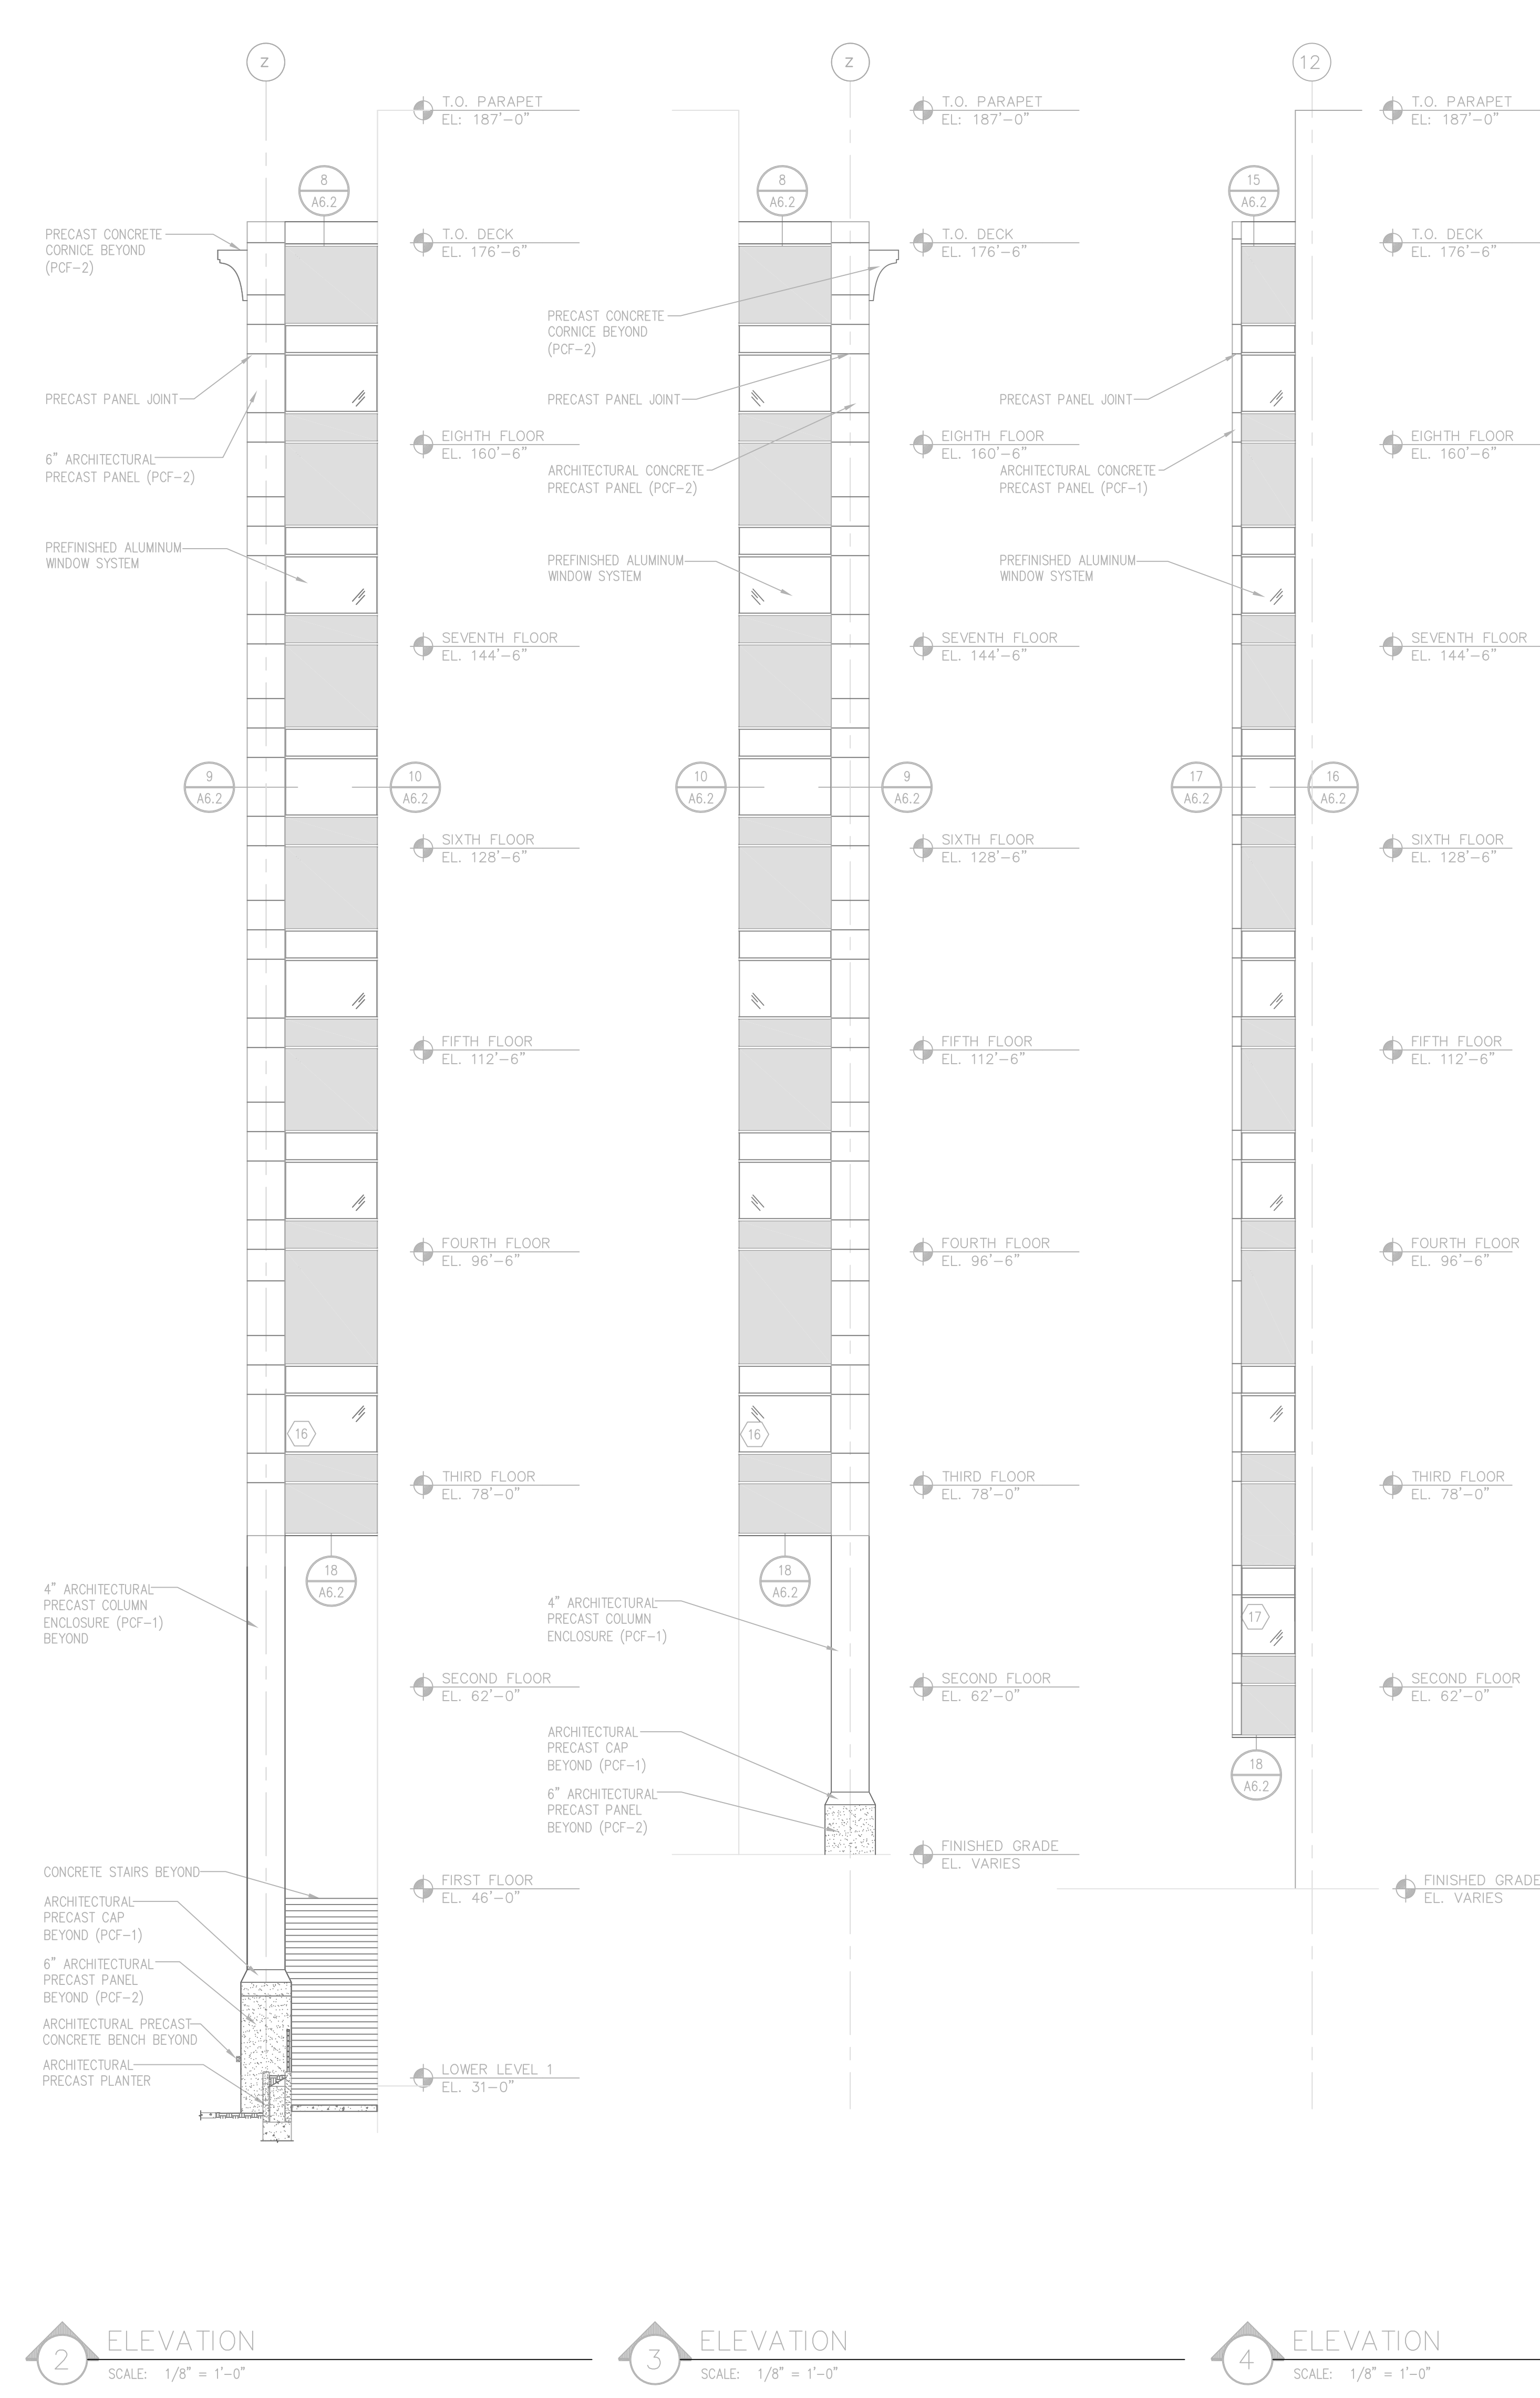 Z
T.O. PARAPET
EL: 187'-0"
8
A6.2
PRECAST CONCRETE
CORNICE BEYOND
(PCF-2)
T.O. DECK
EL. 176'-6"
PRECAST PANEL JOINT
6" ARCHITECTURAL
PRECAST PANEL (PCF-2)
EIGHTH FLOOR
EL. 160'-6"
PREFINISHED ALUMINUM
WINDOW SYSTEM
SEVENTH FLOOR
EL. 144'-6"
9
A6.2
10
A6.2
SIXTH FLOOR
EL. 128'-6"
FIFTH FLOOR
EL. 112'-6"
FOURTH FLOOR
EL. 96'-6"
16
THIRD FLOOR
EL. 78'-0"
18
A6.2
4" ARCHITECTURAL
PRECAST COLUMN
ENCLOSURE (PCF-1)
BEYOND
SECOND FLOOR
EL. 62'-0"
CONCRETE STAIRS BEYOND
FIRST FLOOR
EL. 46'-0"
ARCHITECTURAL
PRECAST CAP
BEYOND (PCF-1)
6" ARCHITECTURAL
PRECAST PANEL
BEYOND (PCF-2)
ARCHITECTURAL PRECAST
CONCRETE BENCH BEYOND
ARCHITECTURAL
PRECAST PLANTER
LOWER LEVEL 1
EL. 31-0"
2
ELEVATION
SCALE: 1/8" = 1'-0"
Z
T.O. PARAPET
EL: 187'-0"
8
A6.2
T.O. DECK
EL. 176'-6"
PRECAST CONCRETE
CORNICE BEYOND
(PCF-2)
PRECAST PANEL JOINT
EIGHTH FLOOR
EL. 160'-6"
ARCHITECTURAL CONCRETE
PRECAST PANEL (PCF-2)
PREFINISHED ALUMINUM
WINDOW SYSTEM
SEVENTH FLOOR
EL. 144'-6"
10
A6.2
9
A6.2
SIXTH FLOOR
EL. 128'-6"
FIFTH FLOOR
EL. 112'-6"
FOURTH FLOOR
EL. 96'-6"
16
THIRD FLOOR
EL. 78'-0"
18
A6.2
4" ARCHITECTURAL
PRECAST COLUMN
ENCLOSURE (PCF-1)
SECOND FLOOR
EL. 62'-0"
ARCHITECTURAL
PRECAST CAP
BEYOND (PCF-1)
6" ARCHITECTURAL
PRECAST PANEL
BEYOND (PCF-2)
FINISHED GRADE
EL. VARIES
3
ELEVATION
SCALE: 1/8" = 1'-0"
12
T.O. PARAPET
EL: 187'-0"
15
A6.2
T.O. DECK
EL. 176'-6"
PRECAST PANEL JOINT
EIGHTH FLOOR
EL. 160'-6"
ARCHITECTURAL CONCRETE
PRECAST PANEL (PCF-1)
PREFINISHED ALUMINUM
WINDOW SYSTEM
SEVENTH FLOOR
EL. 144'-6"
17
A6.2
16
A6.2
SIXTH FLOOR
EL. 128'-6"
FIFTH FLOOR
EL. 112'-6"
FOURTH FLOOR
EL. 96'-6"
THIRD FLOOR
EL. 78'-0"
17
SECOND FLOOR
EL. 62'-0"
18
A6.2
FINISHED GRADE
EL. VARIES
4
ELEVATION
SCALE: 1/8" = 1'-0"